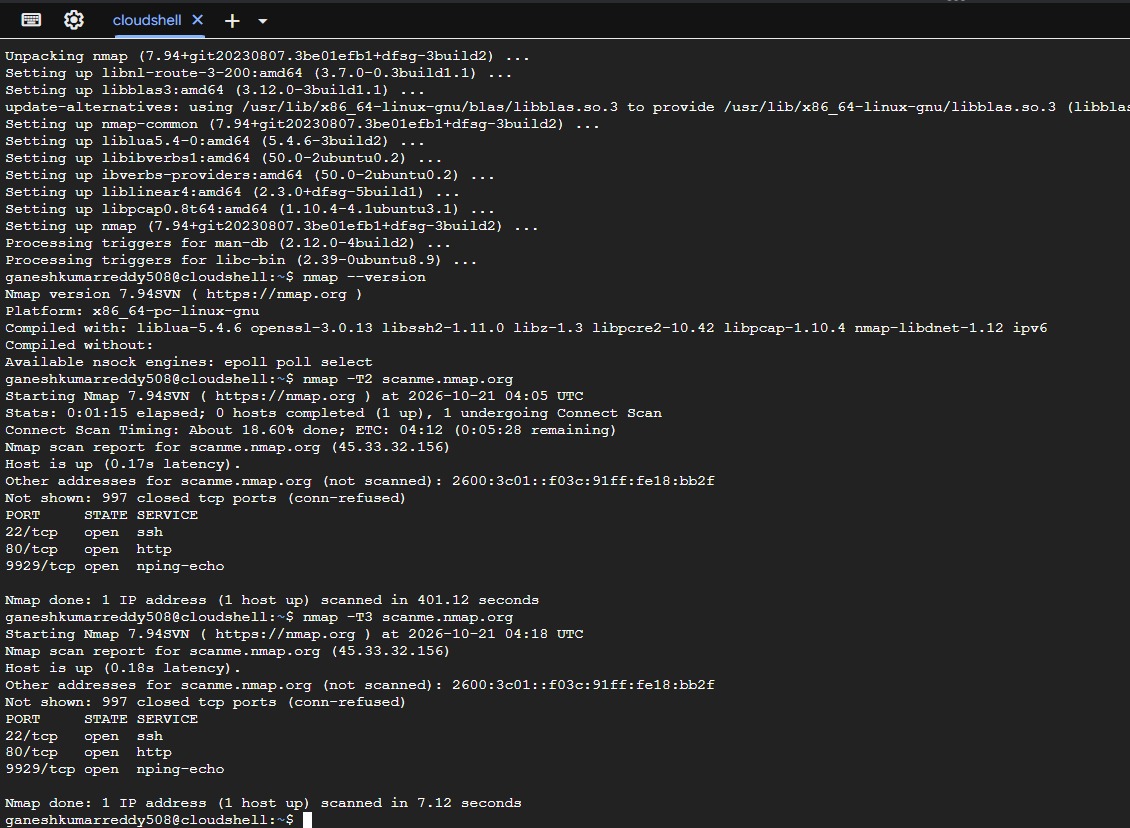 cloudshell
Unpacking nmap (7.94+git20230807.3be01efb1+dfsg-3build2) ...
Setting up libnl-route-3-200:amd64 (3.7.0-0.3build1.1) ...
Setting up libblas3:amd64 (3.12.0-3build1.1) ...
update-alternatives: using /usr/lib/x86_64-linux-gnu/blas/libblas.so.3 to provide /usr/lib/x86_64-linux-gnu/libblas.so.3 (libblas
Setting up nmap-common (7.94+git20230807.3be01efb1+dfsg-3build2) ...
Setting up liblua5.4-0:amd64 (5.4.6-3build2) ...
Setting up libibverbs1:amd64 (50.0-2ubuntu0.2) ...
Setting up ibverbs-providers:amd64 (50.0-2ubuntu0.2) ...
Setting up liblinear4:amd64 (2.3.0+dfsg-5build1) ...
Setting up libpcap0.8t64:amd64 (1.10.4-4.1ubuntu3.1) ...
Setting up nmap (7.94+git20230807.3be01efb1+dfsg-3build2) ...
Processing triggers for man-db (2.12.0-4build2) ...
Processing triggers for libc-bin (2.39-0ubuntu8.9) ...
ganeshkumarreddy508@cloudshell:~$ nmap --version
Nmap version 7.94SVN ( https://nmap.org )
Platform: x86_64-pc-linux-gnu
Compiled with: liblua-5.4.6 openssl-3.0.13 libssh2-1.11.0 libz-1.3 libpcre2-10.42 libpcap-1.10.4 nmap-libdnet-1.12 ipv6
Compiled without:
Available nsock engines: epoll poll select
ganeshkumarreddy508@cloudshell:~$ nmap -T2 scanme.nmap.org
Starting Nmap 7.94SVN ( https://nmap.org ) at 2026-10-21 04:05 UTC
Stats: 0:01:15 elapsed; 0 hosts completed (1 up), 1 undergoing Connect Scan
Connect Scan Timing: About 18.60% done; ETC: 04:12 (0:05:28 remaining)
Nmap scan report for scanme.nmap.org (45.33.32.156)
Host is up (0.17s latency).
Other addresses for scanme.nmap.org (not scanned): 2600:3c01::f03c:91ff:fe18:bb2f
Not shown: 997 closed tcp ports (conn-refused)
PORT     STATE SERVICE
22/tcp   open  ssh
80/tcp   open  http
9929/tcp open  nping-echo
Nmap done: 1 IP address (1 host up) scanned in 401.12 seconds
ganeshkumarreddy508@cloudshell:~$ nmap -T3 scanme.nmap.org
Starting Nmap 7.94SVN ( https://nmap.org ) at 2026-10-21 04:18 UTC
Nmap scan report for scanme.nmap.org (45.33.32.156)
Host is up (0.18s latency).
Other addresses for scanme.nmap.org (not scanned): 2600:3c01::f03c:91ff:fe18:bb2f
Not shown: 997 closed tcp ports (conn-refused)
PORT     STATE SERVICE
22/tcp   open  ssh
80/tcp   open  http
9929/tcp open  nping-echo
Nmap done: 1 IP address (1 host up) scanned in 7.12 seconds
ganeshkumarreddy508@cloudshell:~$